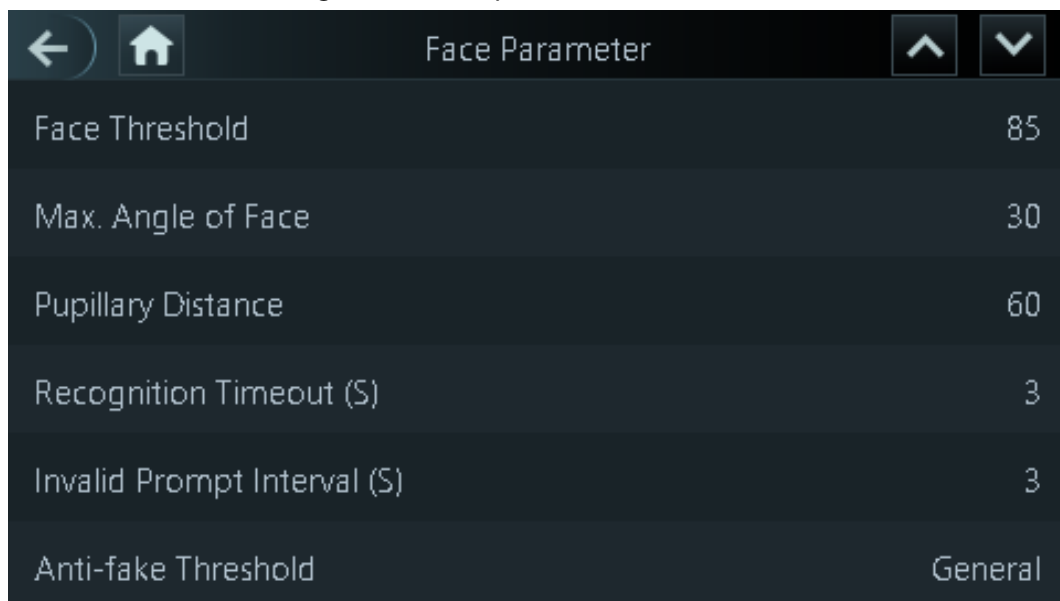 Face Parameter
Face Threshold 85
Max. Angle of Face 30
Pupillary Distance 60
Recognition Timeout (S) 3
Invalid Prompt Interval (S) 3
Anti-fake Threshold General